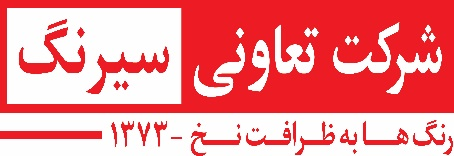 شرکت تعاونی سیرنگ
رنگ ها به ظرافت نخ - ۱۳۷۳